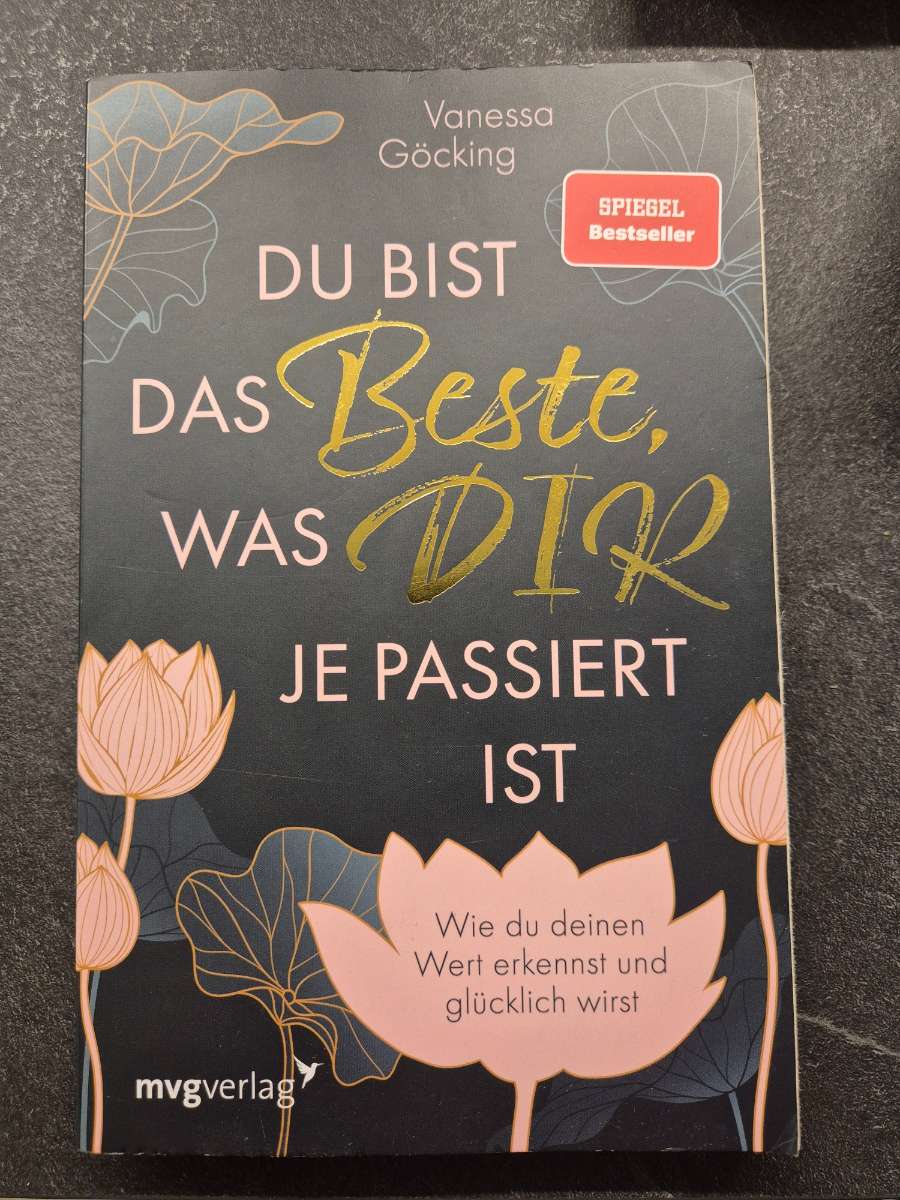 Vanessa
Göcking
SPIEGEL
Bestseller
DU BIST
DAS Beste,
WAS DIR
JE PASSIERT
IST
Wie du deinen
Wert erkennst und
glücklich wirst
mvgverlag